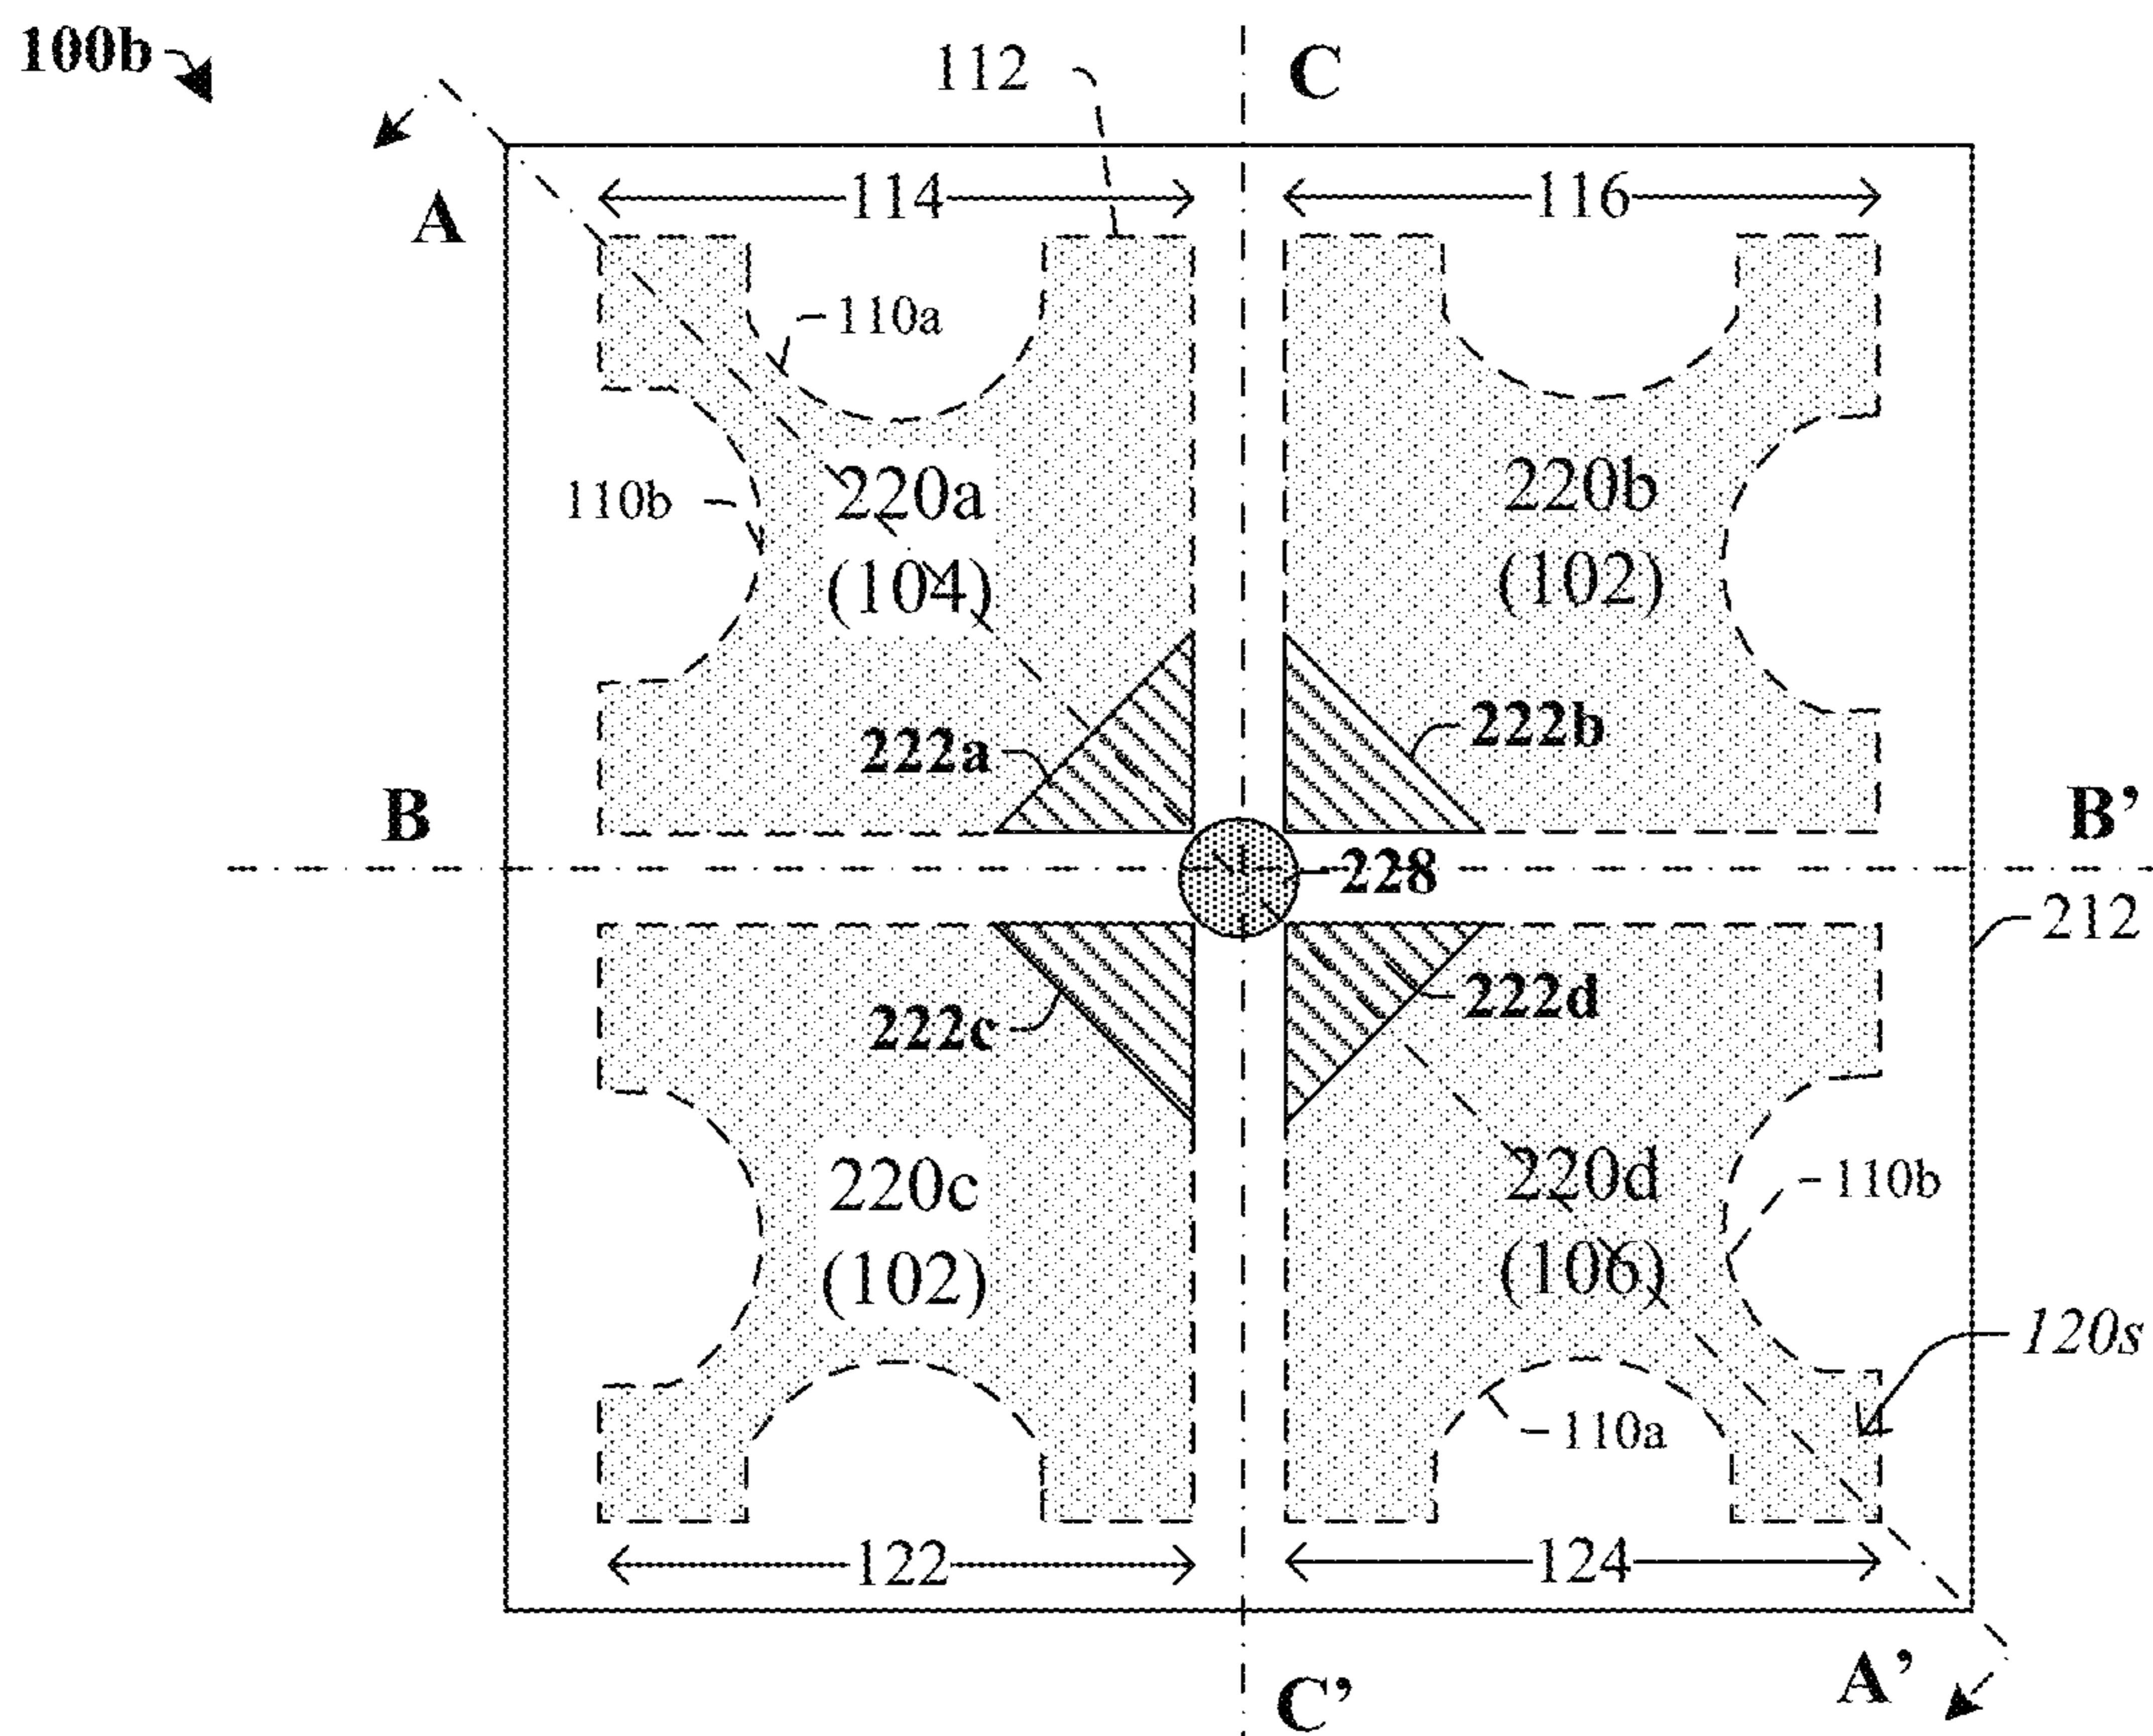 100b
112
C
A
114
116
110a
110b
220a
(104)
220b
(102)
222a
222b
B
B’
228
212
222c
222d
220c
(102)
220d
(106)
110b
120s
110a
122
124
A’
C’